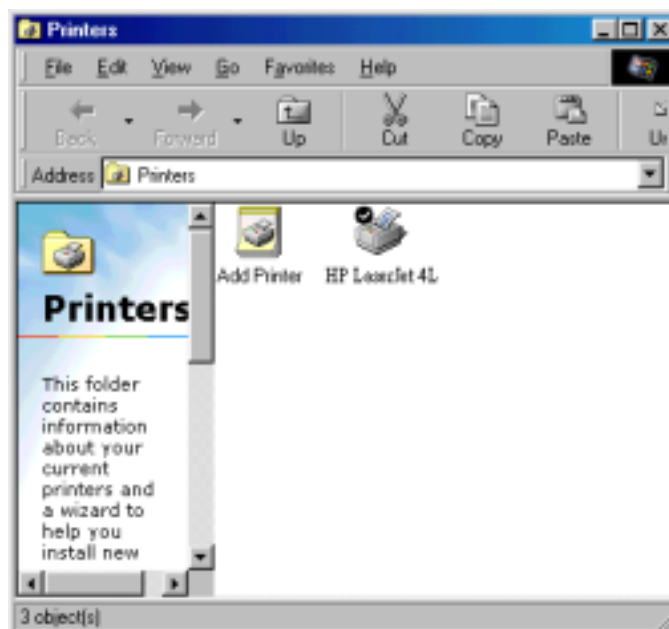 Printers
File Edit View Go Favorites Help
Back Forward Up Cut Copy Paste
Address Printers
Add Printer HP LaserJet 4L
Printers
This folder
contains
information
about your
current
printers and
a wizard to
help you
install new
3 object(s)